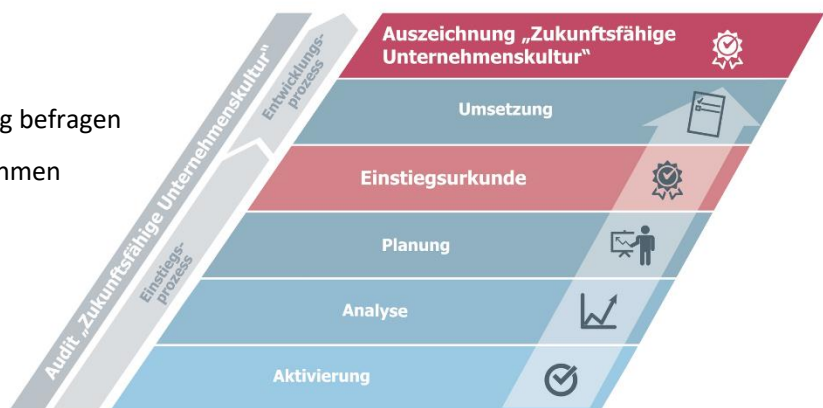 g befragen
hmen
Audit „Zukunftsfähige Unternehmenskultur“
Einstiegs-
prozess
Entwicklungs-
prozess
Auszeichnung „Zukunftsfähige
Unternehmenskultur“
Umsetzung
Einstiegsurkunde
Planung
Analyse
Aktivierung